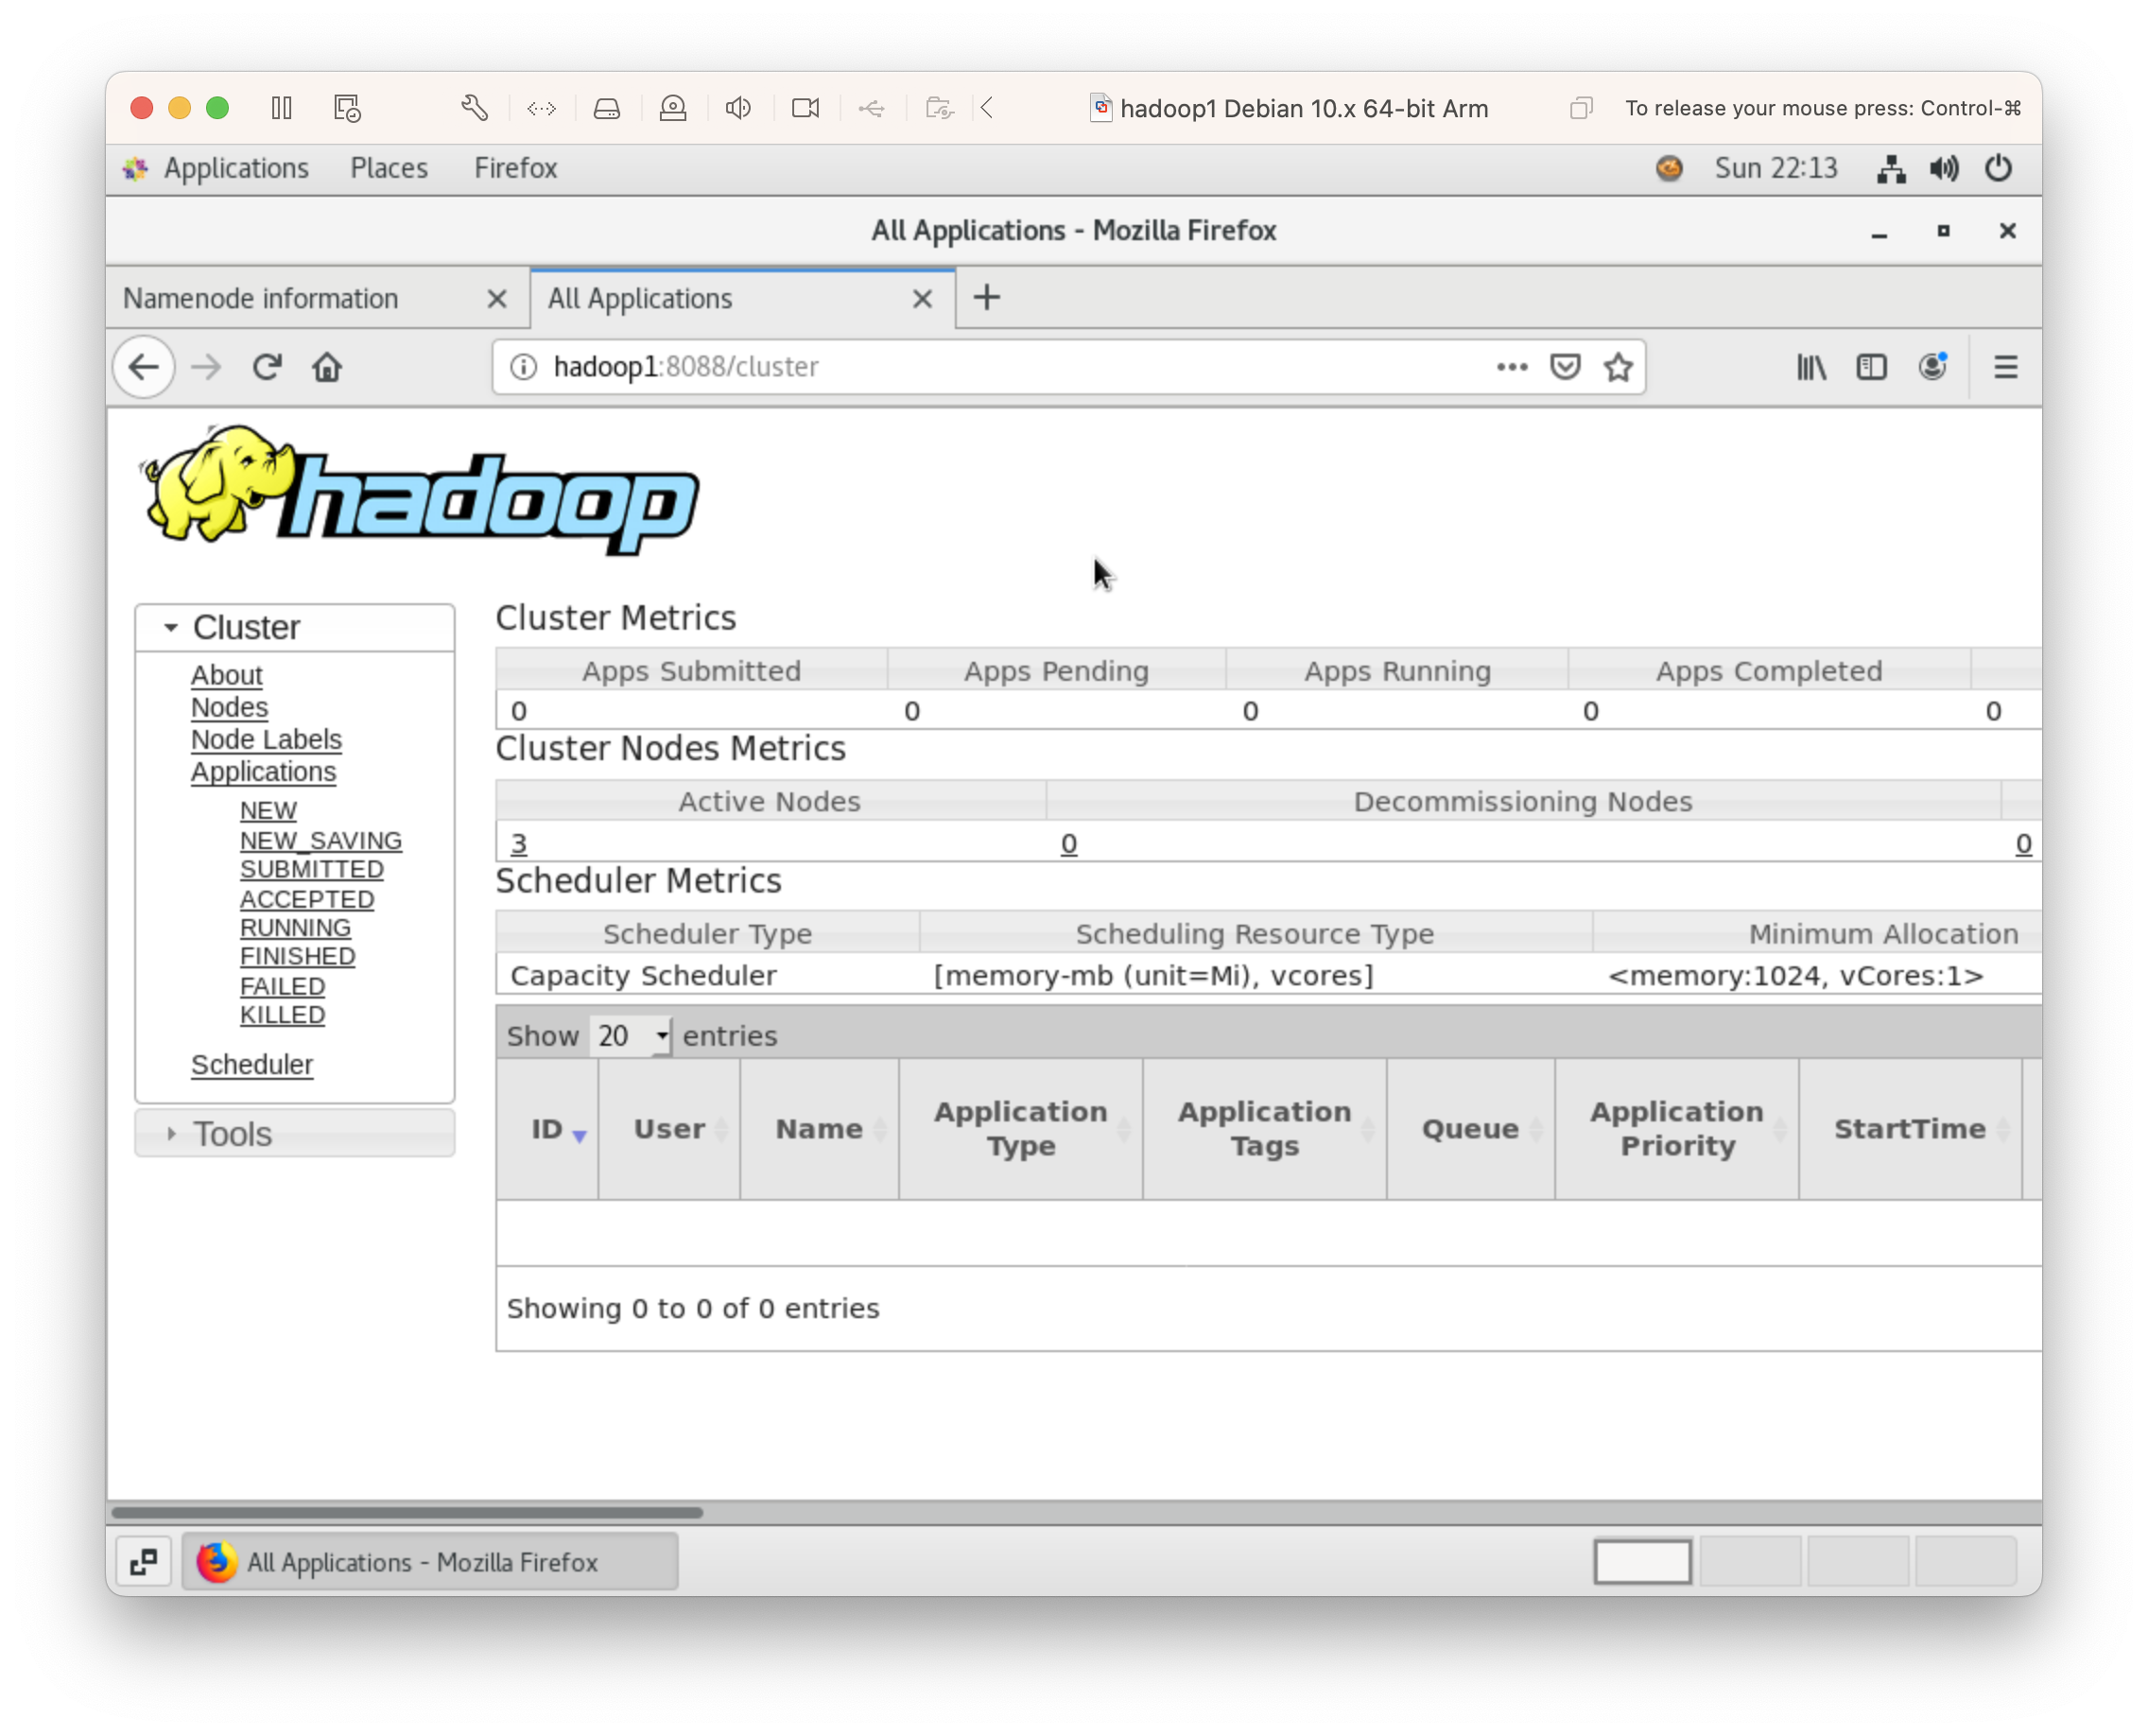 hadoop1 Debian 10.x 64-bit Arm
To release your mouse press: Control-⌘
Applications Places Firefox
Sun 22:13
All Applications - Mozilla Firefox
Namenode information
All Applications
hadoop1:8088/cluster
hadoop
Cluster
About
Nodes
Node Labels
Applications
NEW
NEW_SAVING
SUBMITTED
ACCEPTED
RUNNING
FINISHED
FAILED
KILLED
Scheduler
Tools
Cluster Metrics
Apps Submitted Apps Pending Apps Running Apps Completed
0 0 0 0 0
Cluster Nodes Metrics
Active Nodes Decommissioning Nodes
3 0 0
Scheduler Metrics
Scheduler Type Scheduling Resource Type Minimum Allocation
Capacity Scheduler [memory-mb (unit=Mi), vcores] <memory:1024, vCores:1>
Show 20 entries
ID User Name Application Type Application Tags Queue Application Priority StartTime
Showing 0 to 0 of 0 entries
All Applications - Mozilla Firefox